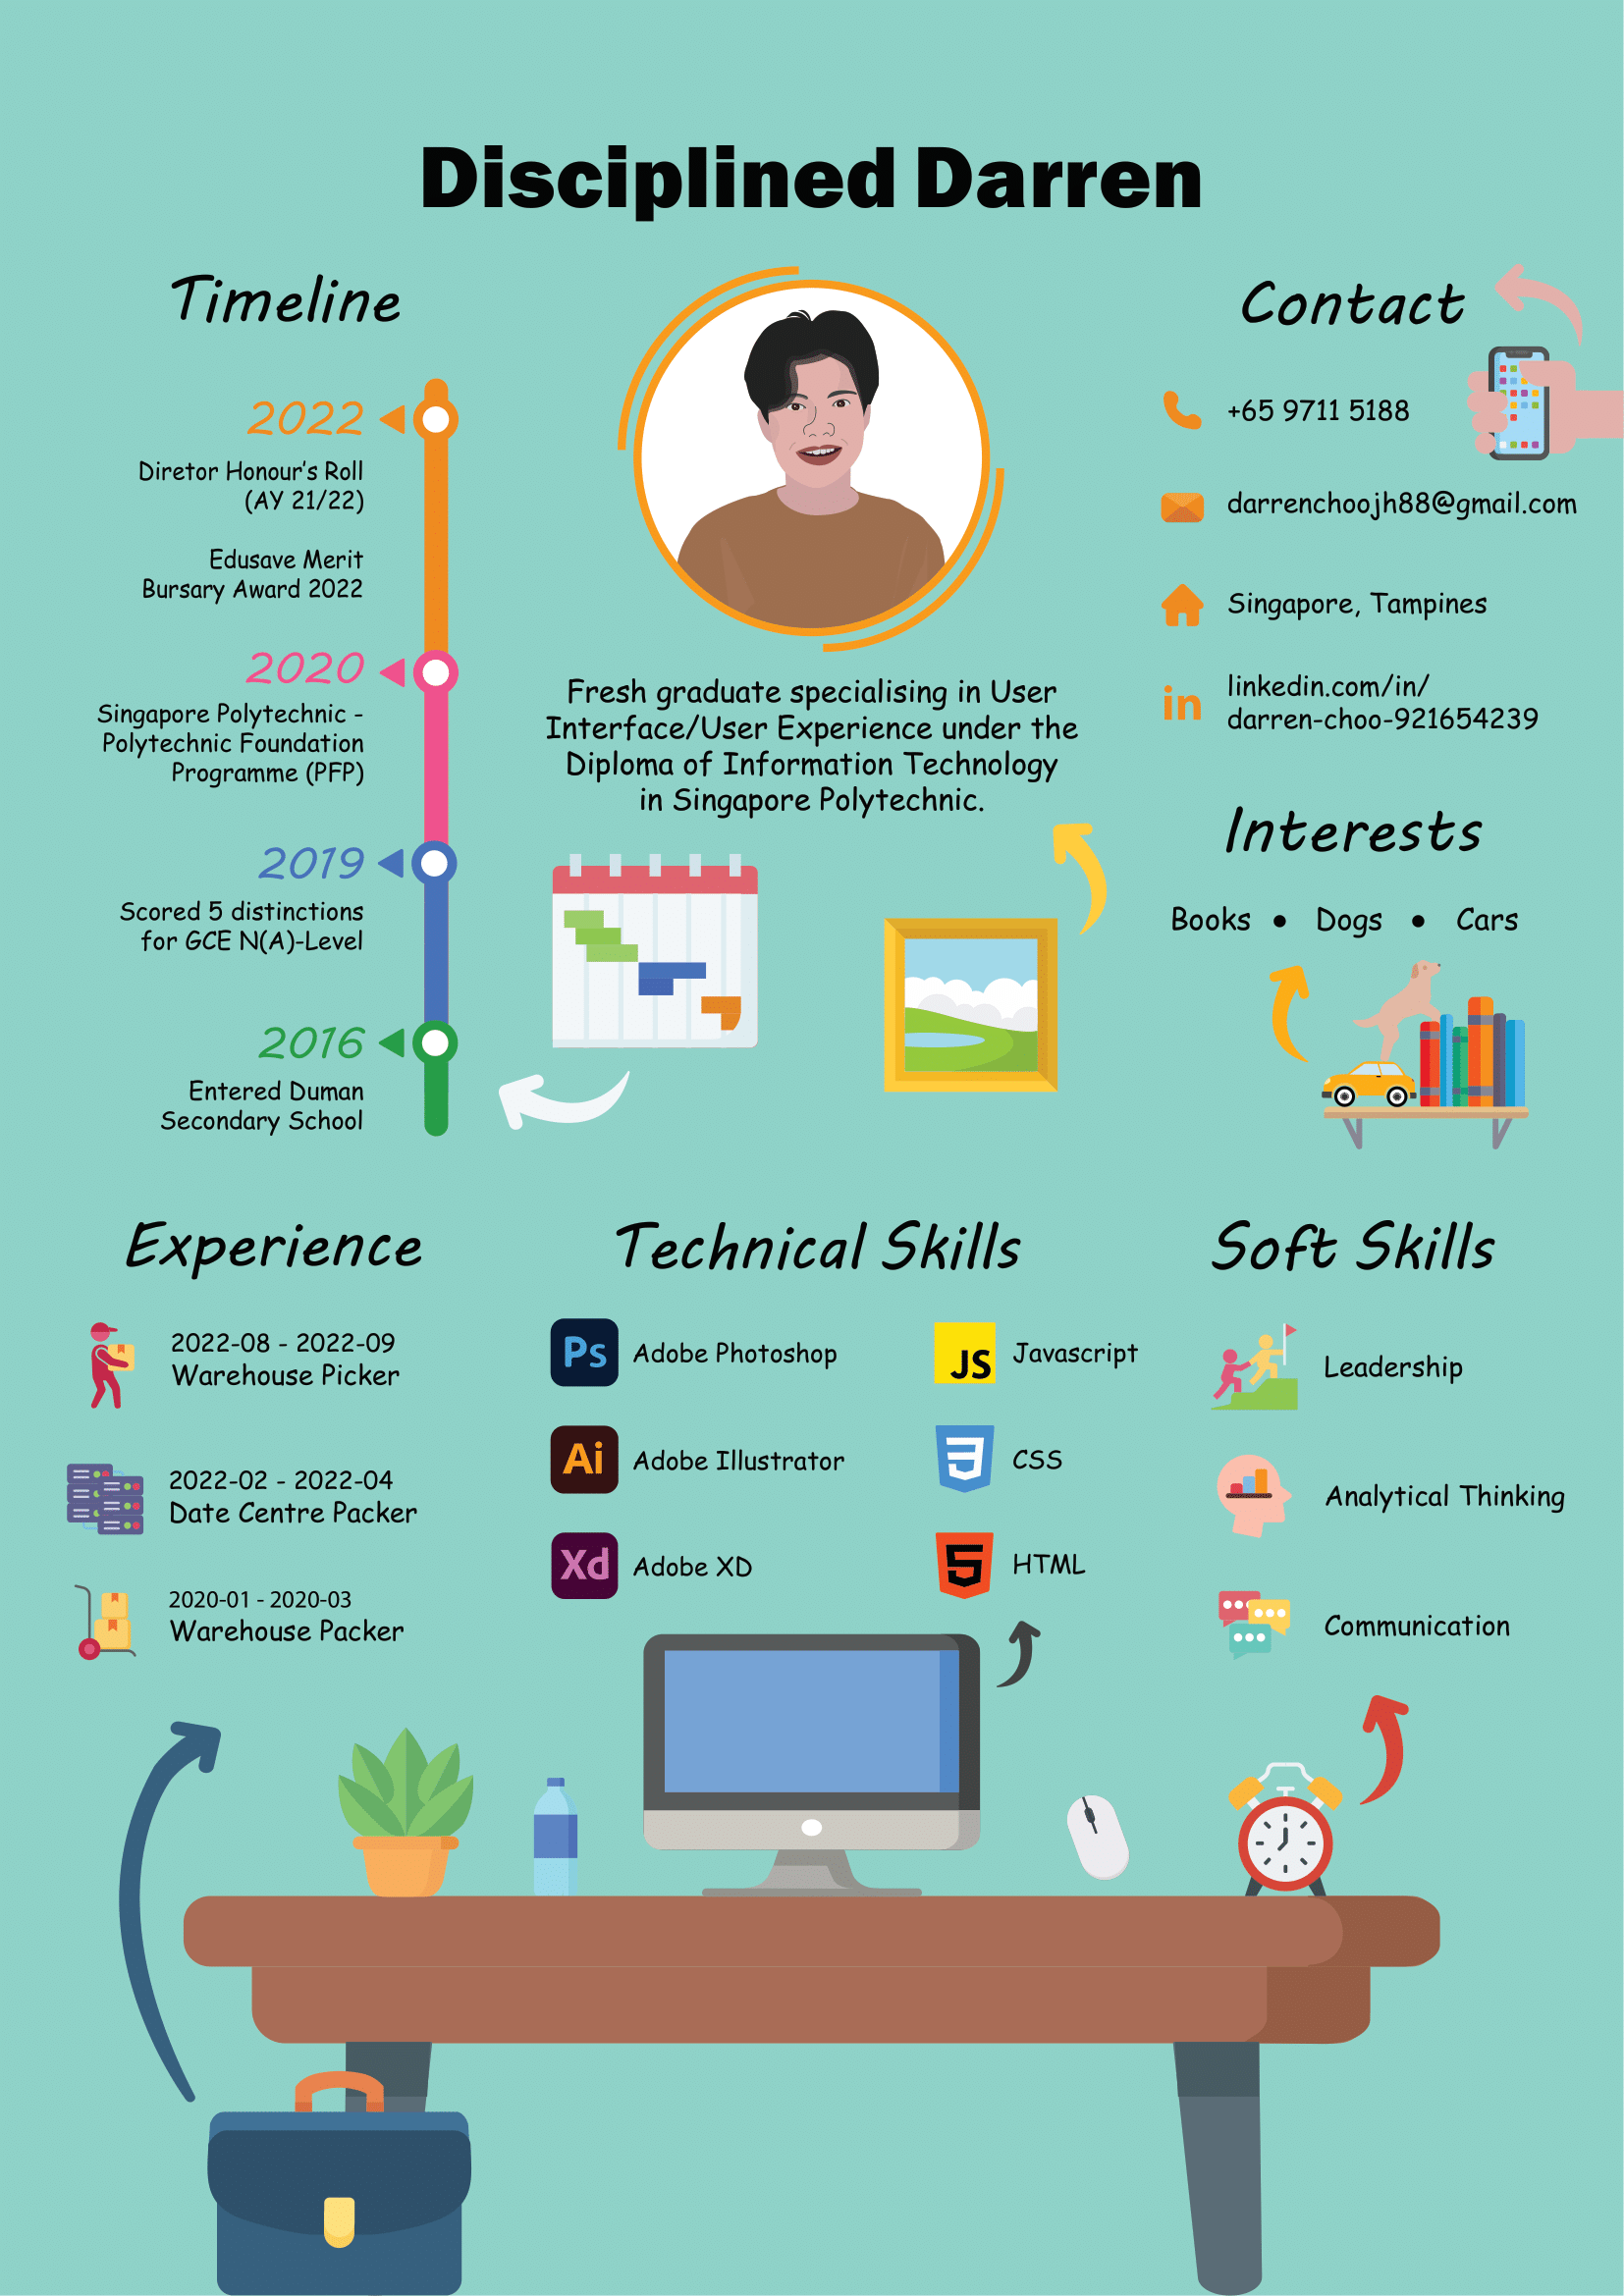 Disciplined Darren
Timeline
2022
Diretor Honour's Roll
(AY 21/22)
Edusave Merit
Bursary Award 2022
2020
Singapore Polytechnic -
Polytechnic Foundation
Programme (PFP)
2019
Scored 5 distinctions
for GCE N(A)-Level
2016
Entered Duman
Secondary School
Fresh graduate specialising in User
Interface/User Experience under the
Diploma of Information Technology
in Singapore Polytechnic.
Contact
+65 9711 5188
darrenchoojh88@gmail.com
Singapore, Tampines
in
linkedin.com/in/
darren-choo-921654239
Interests
Books • Dogs • Cars
Experience
2022-08 - 2022-09
Warehouse Picker
2022-02 - 2022-04
Date Centre Packer
2020-01 - 2020-03
Warehouse Packer
Technical Skills
Ps Adobe Photoshop
Ai Adobe Illustrator
Xd Adobe XD
JS Javascript
3 CSS
5 HTML
Soft Skills
Leadership
Analytical Thinking
Communication